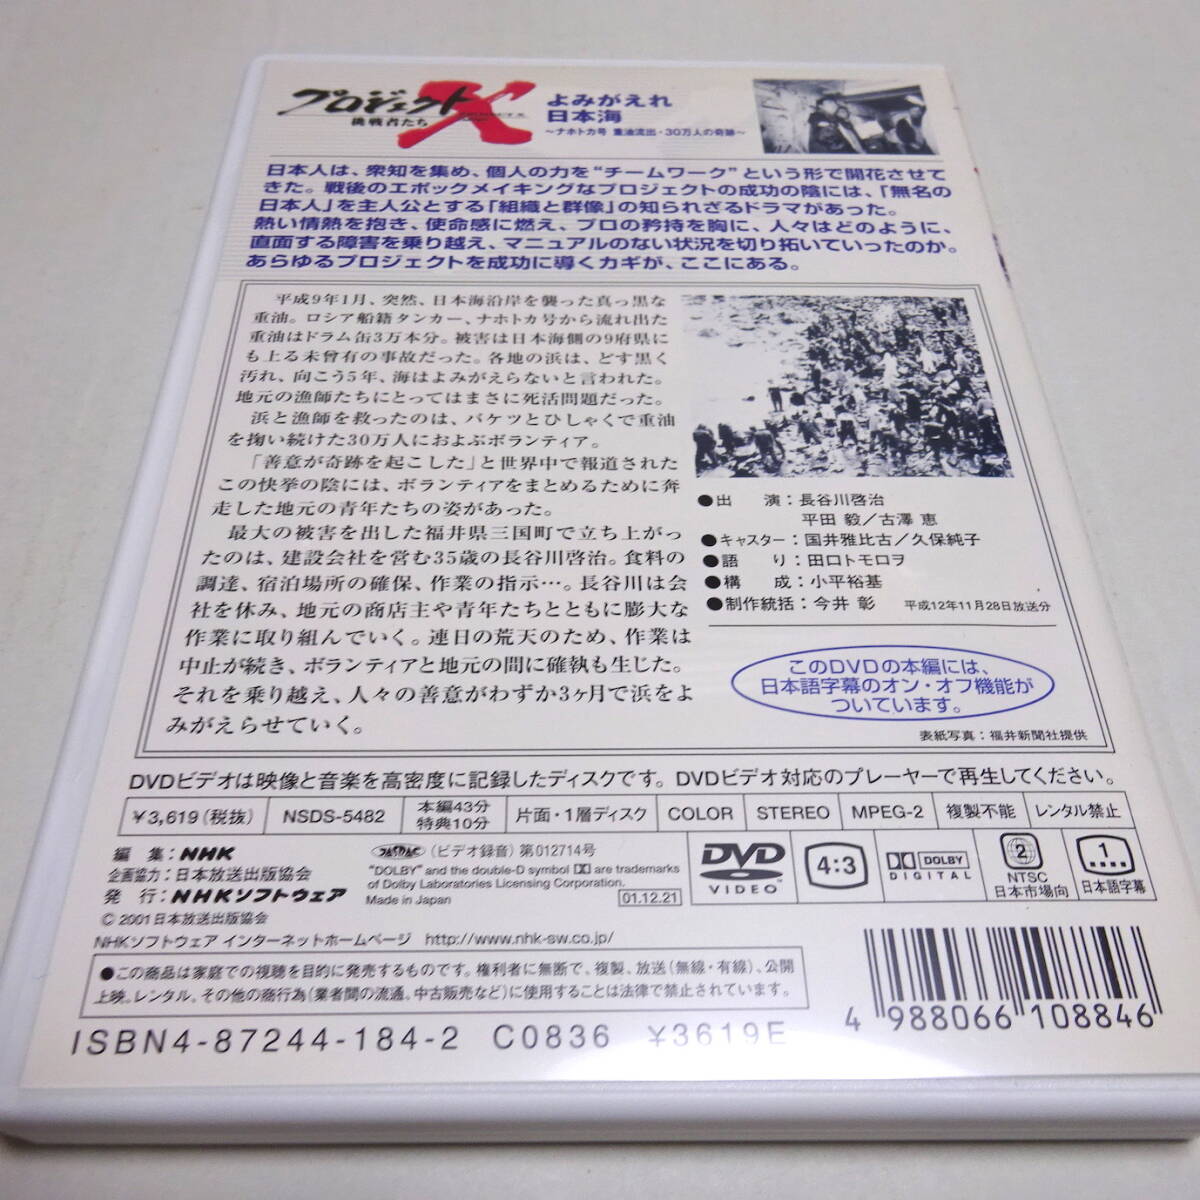 プロジェクトX
挑戦者たち
よみがえれ
日本海
～ナホトカ号 重油流出・30万人の奇跡～
日本人は、衆知を集め、個人の力を“チームワーク”という形で開花させて
きた。戦後のエポックメイキングなプロジェクトの成功の陰には、「無名の
日本人」を主人公とする「組織と群像」の知られざるドラマがあった。
熱い情熱を抱き、使命感に燃え、プロの矜持を胸に、人々はどのように、
直面する障害を乗り越え、マニュアルのない状況を切り拓いていったのか。
あらゆるプロジェクトを成功に導くカギが、ここにある。
平成9年1月、突然、日本海沿岸を襲った真っ黒な
重油。ロシア船籍タンカー、ナホトカ号から流れ出た
重油はドラム缶3万本分。被害は日本海側の9府県に
も上る未曾有の事故だった。各地の浜は、どす黒く
汚れ、向こう5年、海はよみがえらないと言われた。
地元の漁師たちにとってはまさに死活問題だった。
浜と漁師を救ったのは、バケツとひしゃくで重油
を掬い続けた30万人におよぶボランティア。
「善意が奇跡を起こした」と世界中で報道された
この快挙の陰には、ボランティアをまとめるために奔
走した地元の青年たちの姿があった。
最大の被害を出した福井県三国町で立ち上がっ
たのは、建設会社を営む35歳の長谷川啓治。食料の
調達、宿泊場所の確保、作業の指示…。長谷川は会
社を休み、地元の商店主や青年たちとともに膨大な
作業に取り組んでいく。連日の荒天のため、作業は
中止が続き、ボランティアと地元の間に確執も生じた。
それを乗り越え、人々の善意がわずか3ヶ月で浜をよ
みがえらせていく。
●出　演：長谷川啓治
平田 毅／古澤 恵
●キャスター：国井雅比古／久保純子
●語　り：田口トモロヲ
●構　成：小平裕基
●制作統括：今井 彰　平成12年11月28日放送分
このDVDの本編には、
日本語字幕のオン・オフ機能が
ついています。
表紙写真：福井新聞社提供
DVDビデオは映像と音楽を高密度に記録したディスクです。DVDビデオ対応のプレーヤーで再生してください。
￥3,619（税抜） NSDS-5482 本編43分 特典10分 片面・1層ディスク COLOR STEREO MPEG-2 複製不能 レンタル禁止
編　集：NHK
企画協力：日本放送出版協会
発　行：NHKソフトウェア
© 2001日本放送出版協会
JASRAC （ビデオ録音）第012714号
“DOLBY” and the double-D symbol are trademarks
of Dolby Laboratories Licensing Corporation.
Made in Japan
01.12.21
DVD VIDEO
4:3
DOLBY DIGITAL
2 NTSC 日本市場向
1.... 日本語字幕
NHKソフトウェア インターネットホームページ http://www.nhk-sw.co.jp/
●この商品は家庭での視聴を目的に発売するものです。権利者に無断で、複製、放送（無線・有線）、公開
上映、レンタル、その他の商行為（業者間の流通、中古販売など）に使用することは法律で禁止されています。
ISBN4-87244-184-2 C0836 ￥3619E
4 988066 108846